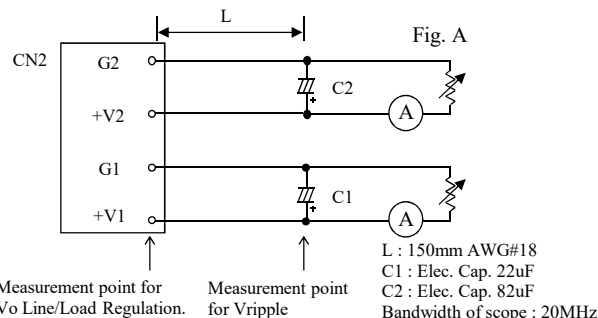 L
Fig. A
CN2
G2
C2
+
+V2
A
G1
C1
+
+V1
A
Measurement point for
Vo Line/Load Regulation.
Measurement point
for Vripple
L : 150mm AWG#18
C1 : Elec. Cap. 22uF
C2 : Elec. Cap. 82uF
Bandwidth of scope : 20MHz